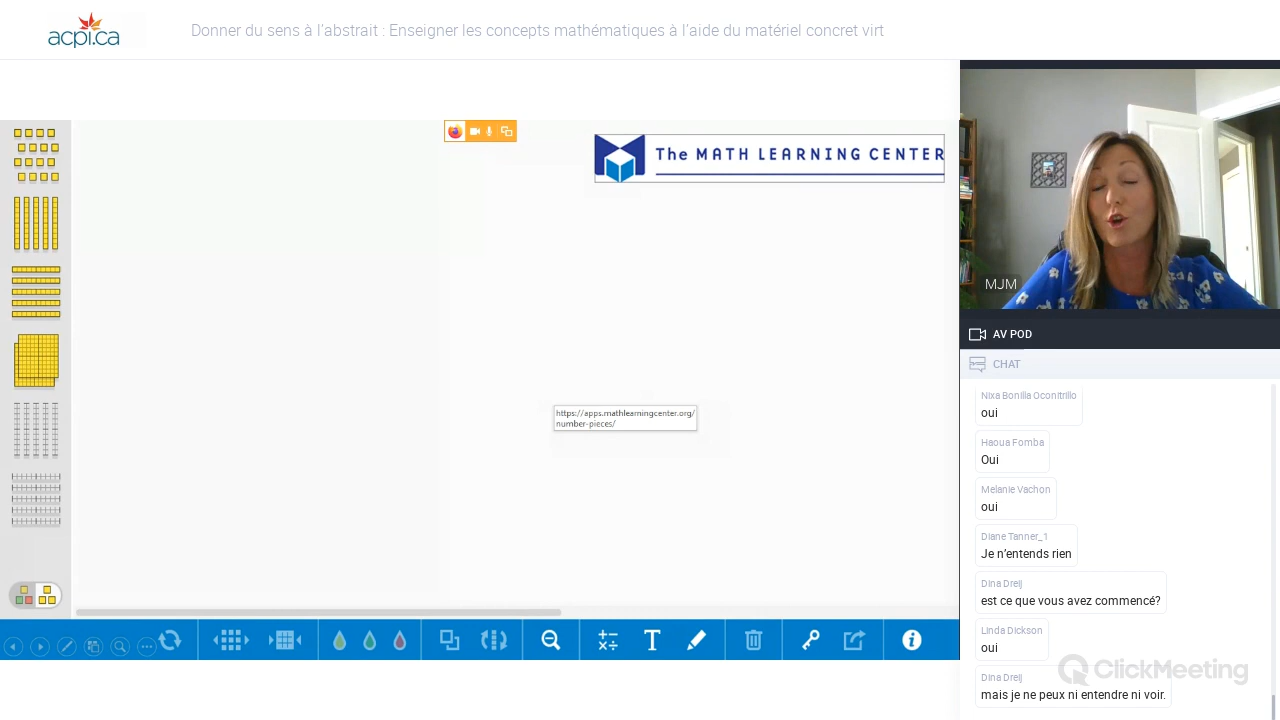 acpi.ca
Donner du sens à l'abstrait : Enseigner les concepts mathématiques à l'aide du matériel concret virt
The MATH LEARNING CENTER
https://apps.mathlearningcenter.org/
number-pieces/
T
i
MJM
AV POD
CHAT
Nixa Bonilla Oconitrillo
oui
Haoua Fomba
Oui
Melanie Vachon
oui
Diane Tanner_1
Je n'entends rien
Dina Dreij
est ce que vous avez commencé?
Linda Dickson
oui
Dina Dreij
mais je ne peux ni entendre ni voir.
ClickMeeting